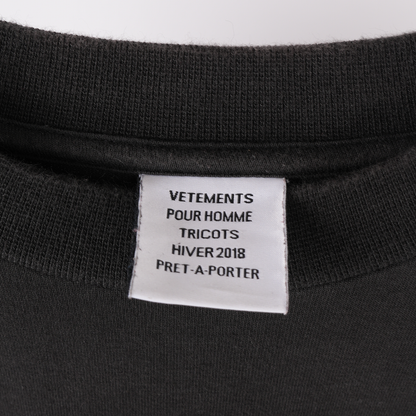 VETEMENTS
POUR HOMME
TRICOTS
HIVER 2018
PRET-A-PORTER